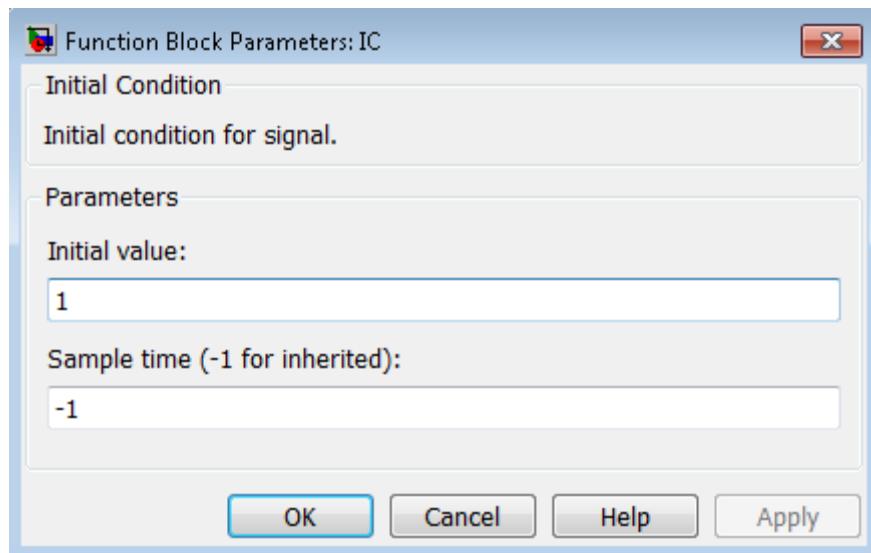 Function Block Parameters: IC
Initial Condition
Initial condition for signal.
Parameters
Initial value:
1
Sample time (-1 for inherited):
-1
OK Cancel Help Apply